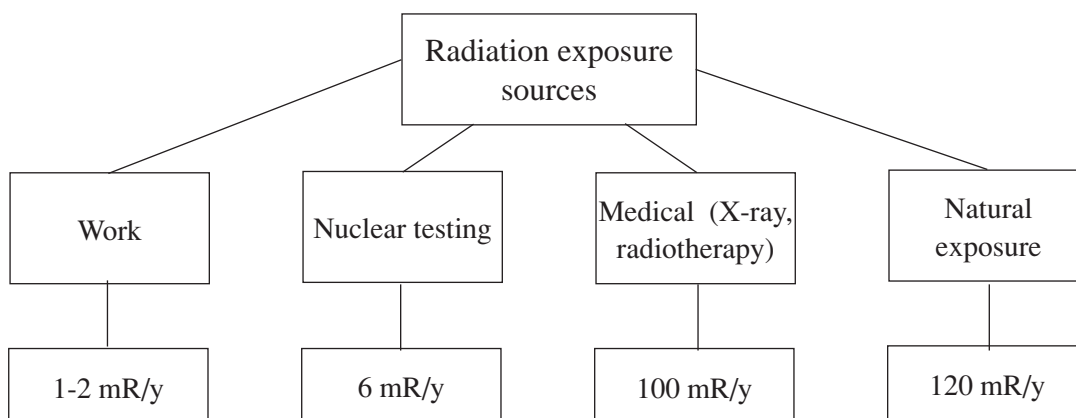 Radiation exposure
sources
Work
Nuclear testing
Medical (X-ray,
radiotherapy)
Natural
exposure
1-2 mR/y
6 mR/y
100 mR/y
120 mR/y